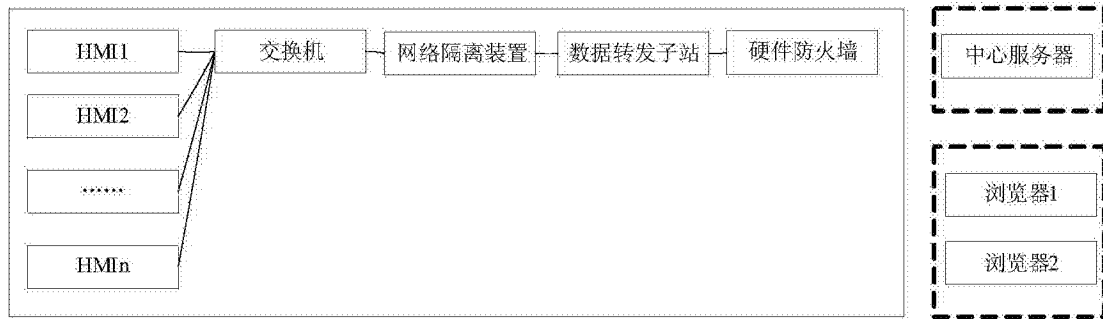 HMI1
交换机
网络隔离装置
数据转发子站
硬件防火墙
中心服务器
HMI2
……
HMIn
浏览器1
浏览器2